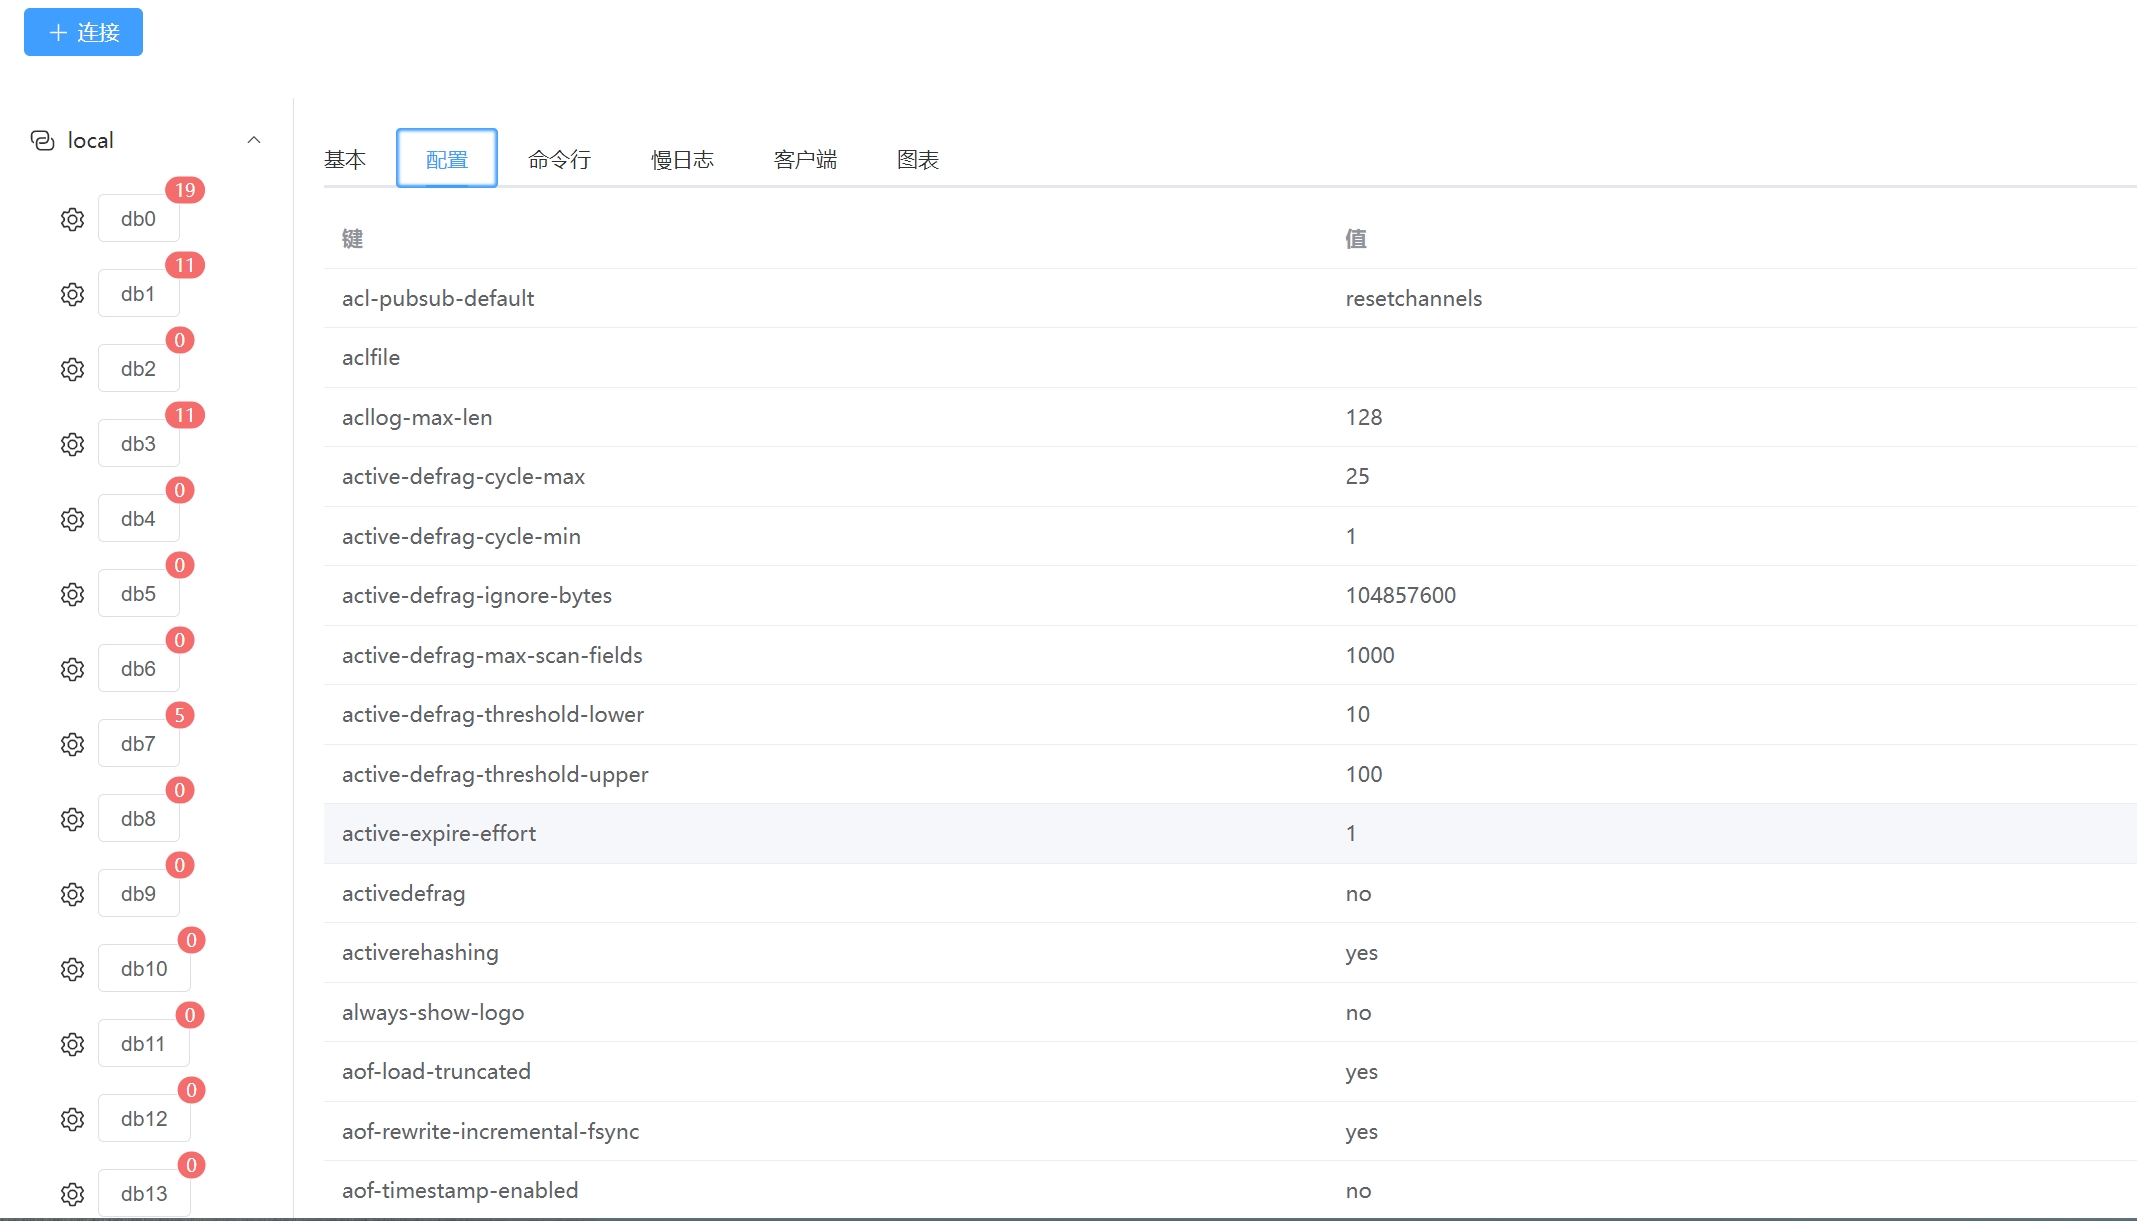 连接
local
19
db0
11
db1
0
db2
11
db3
0
db4
0
db5
0
db6
5
db7
0
db8
0
db9
0
db10
0
db11
0
db12
0
db13
基本 配置 命令行 慢日志 客户端 图表
键 值
acl-pubsub-default resetchannels
aclfile
acllog-max-len 128
active-defrag-cycle-max 25
active-defrag-cycle-min 1
active-defrag-ignore-bytes 104857600
active-defrag-max-scan-fields 1000
active-defrag-threshold-lower 10
active-defrag-threshold-upper 100
active-expire-effort 1
activedefrag no
activerehashing yes
always-show-logo no
aof-load-truncated yes
aof-rewrite-incremental-fsync yes
aof-timestamp-enabled no